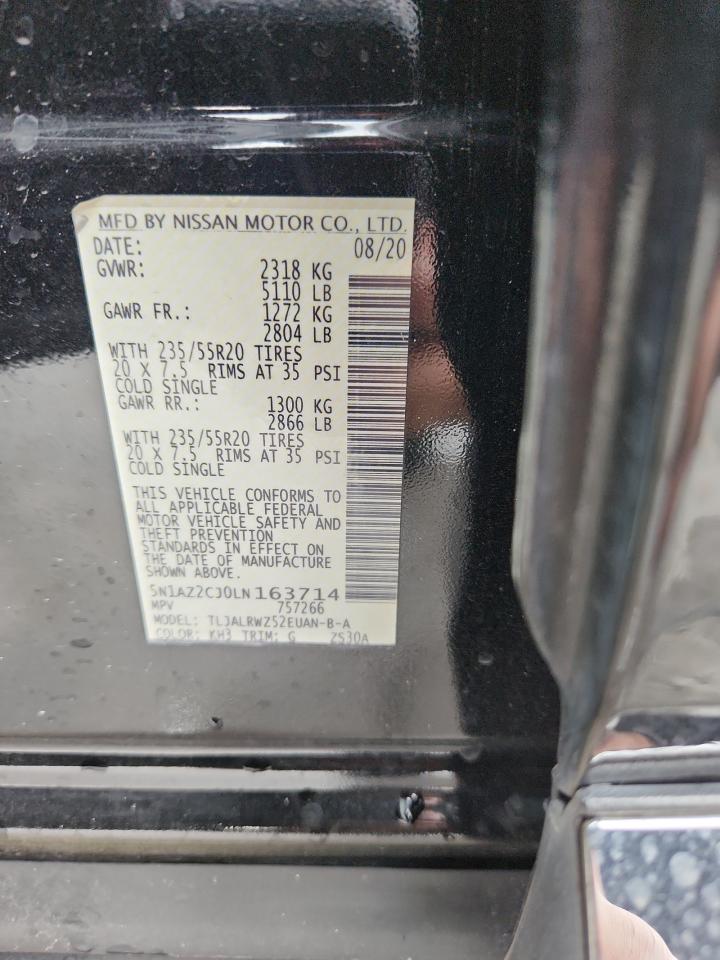 MFD BY NISSAN MOTOR CO., LTD.
DATE: 08/20
GVWR: 2318 KG
5110 LB
GAWR FR.: 1272 KG
2804 LB
WITH 235/55R20 TIRES
20 X 7.5 RIMS AT 35 PSI
COLD SINGLE
GAWR RR.: 1300 KG
2866 LB
WITH 235/55R20 TIRES
20 X 7.5 RIMS AT 35 PSI
COLD SINGLE
THIS VEHICLE CONFORMS TO
ALL APPLICABLE FEDERAL
MOTOR VEHICLE SAFETY AND
THEFT PREVENTION
STANDARDS IN EFFECT ON
THE DATE OF MANUFACTURE
SHOWN ABOVE.
5N1AZ2CJ0LN163714
MPV 757266
MODEL: TLJALRWZ52EUAN-B-A
COLOR: KH3 TRIM: G ZS30A